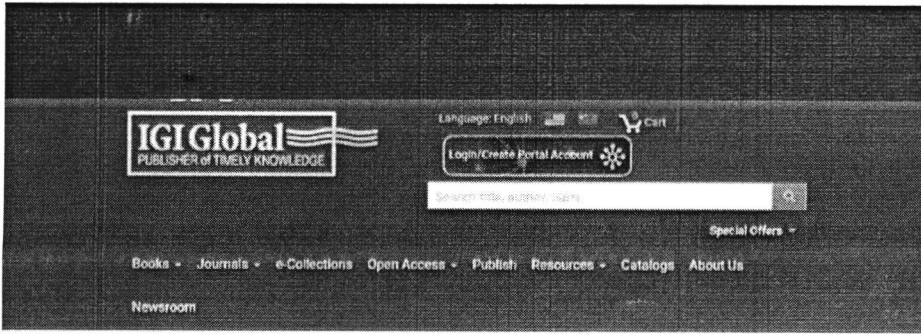 Language: English
0
Cart
IGI Global
PUBLISHER of TIMELY KNOWLEDGE
Login/Create Portal Account
Search title, author, ISBN...
Special Offers
Books Journals e-Collections Open Access Publish Resources Catalogs About Us
Newsroom